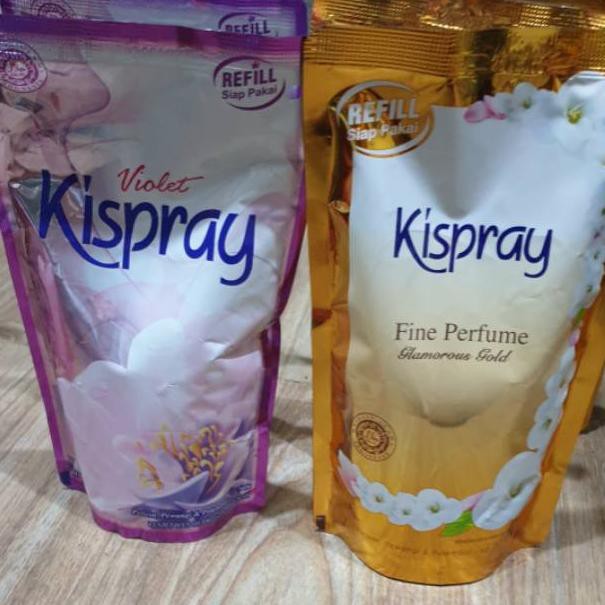 REFILL
REFILL
Siap Pakai
Violet
Kispray
REFILL
Siap Pakai
Kispray
Fine Perfume
Glamorous Gold